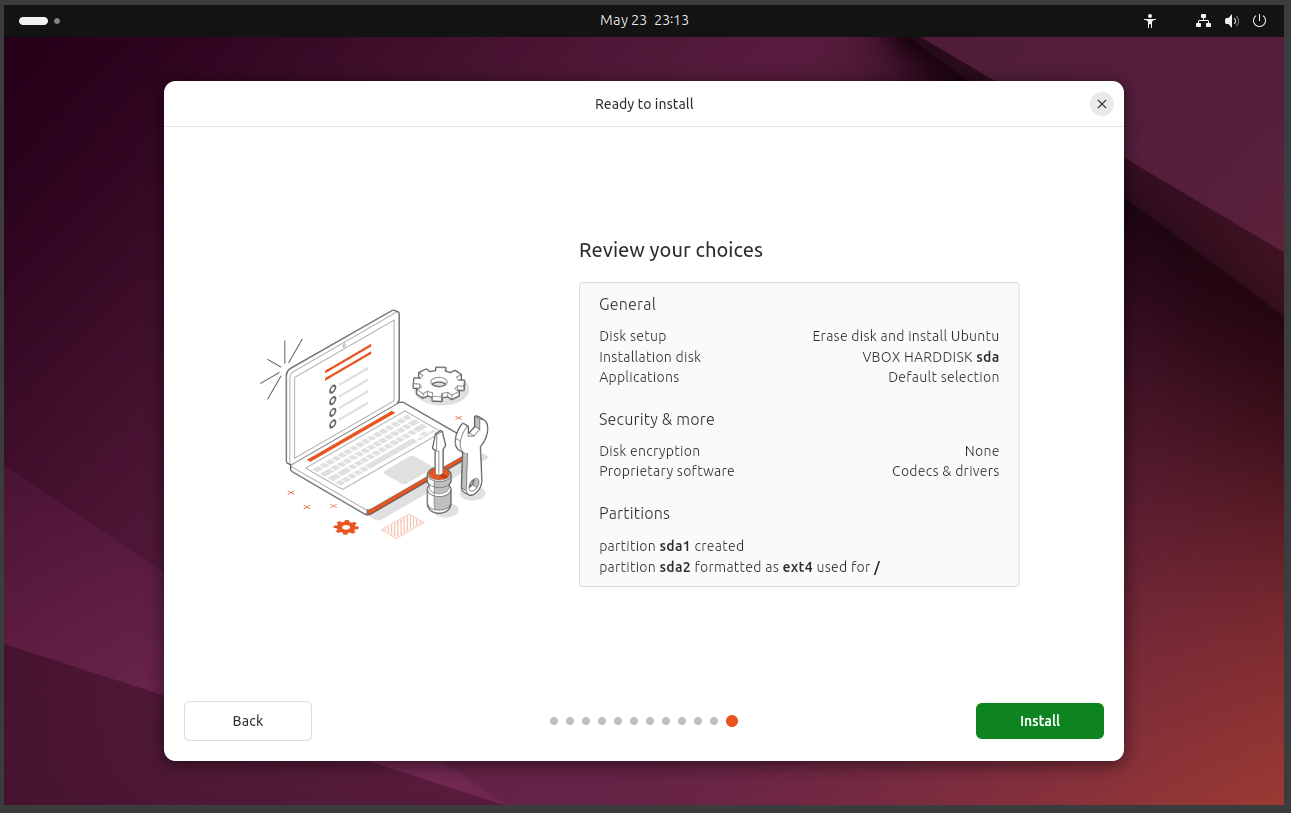 May 23 23:13
Ready to install
Review your choices
General
Disk setup Erase disk and install Ubuntu
Installation disk VBOX HARDDISK sda
Applications Default selection
Security & more
Disk encryption None
Proprietary software Codecs & drivers
Partitions
partition sda1 created
partition sda2 formatted as ext4 used for /
Back Install